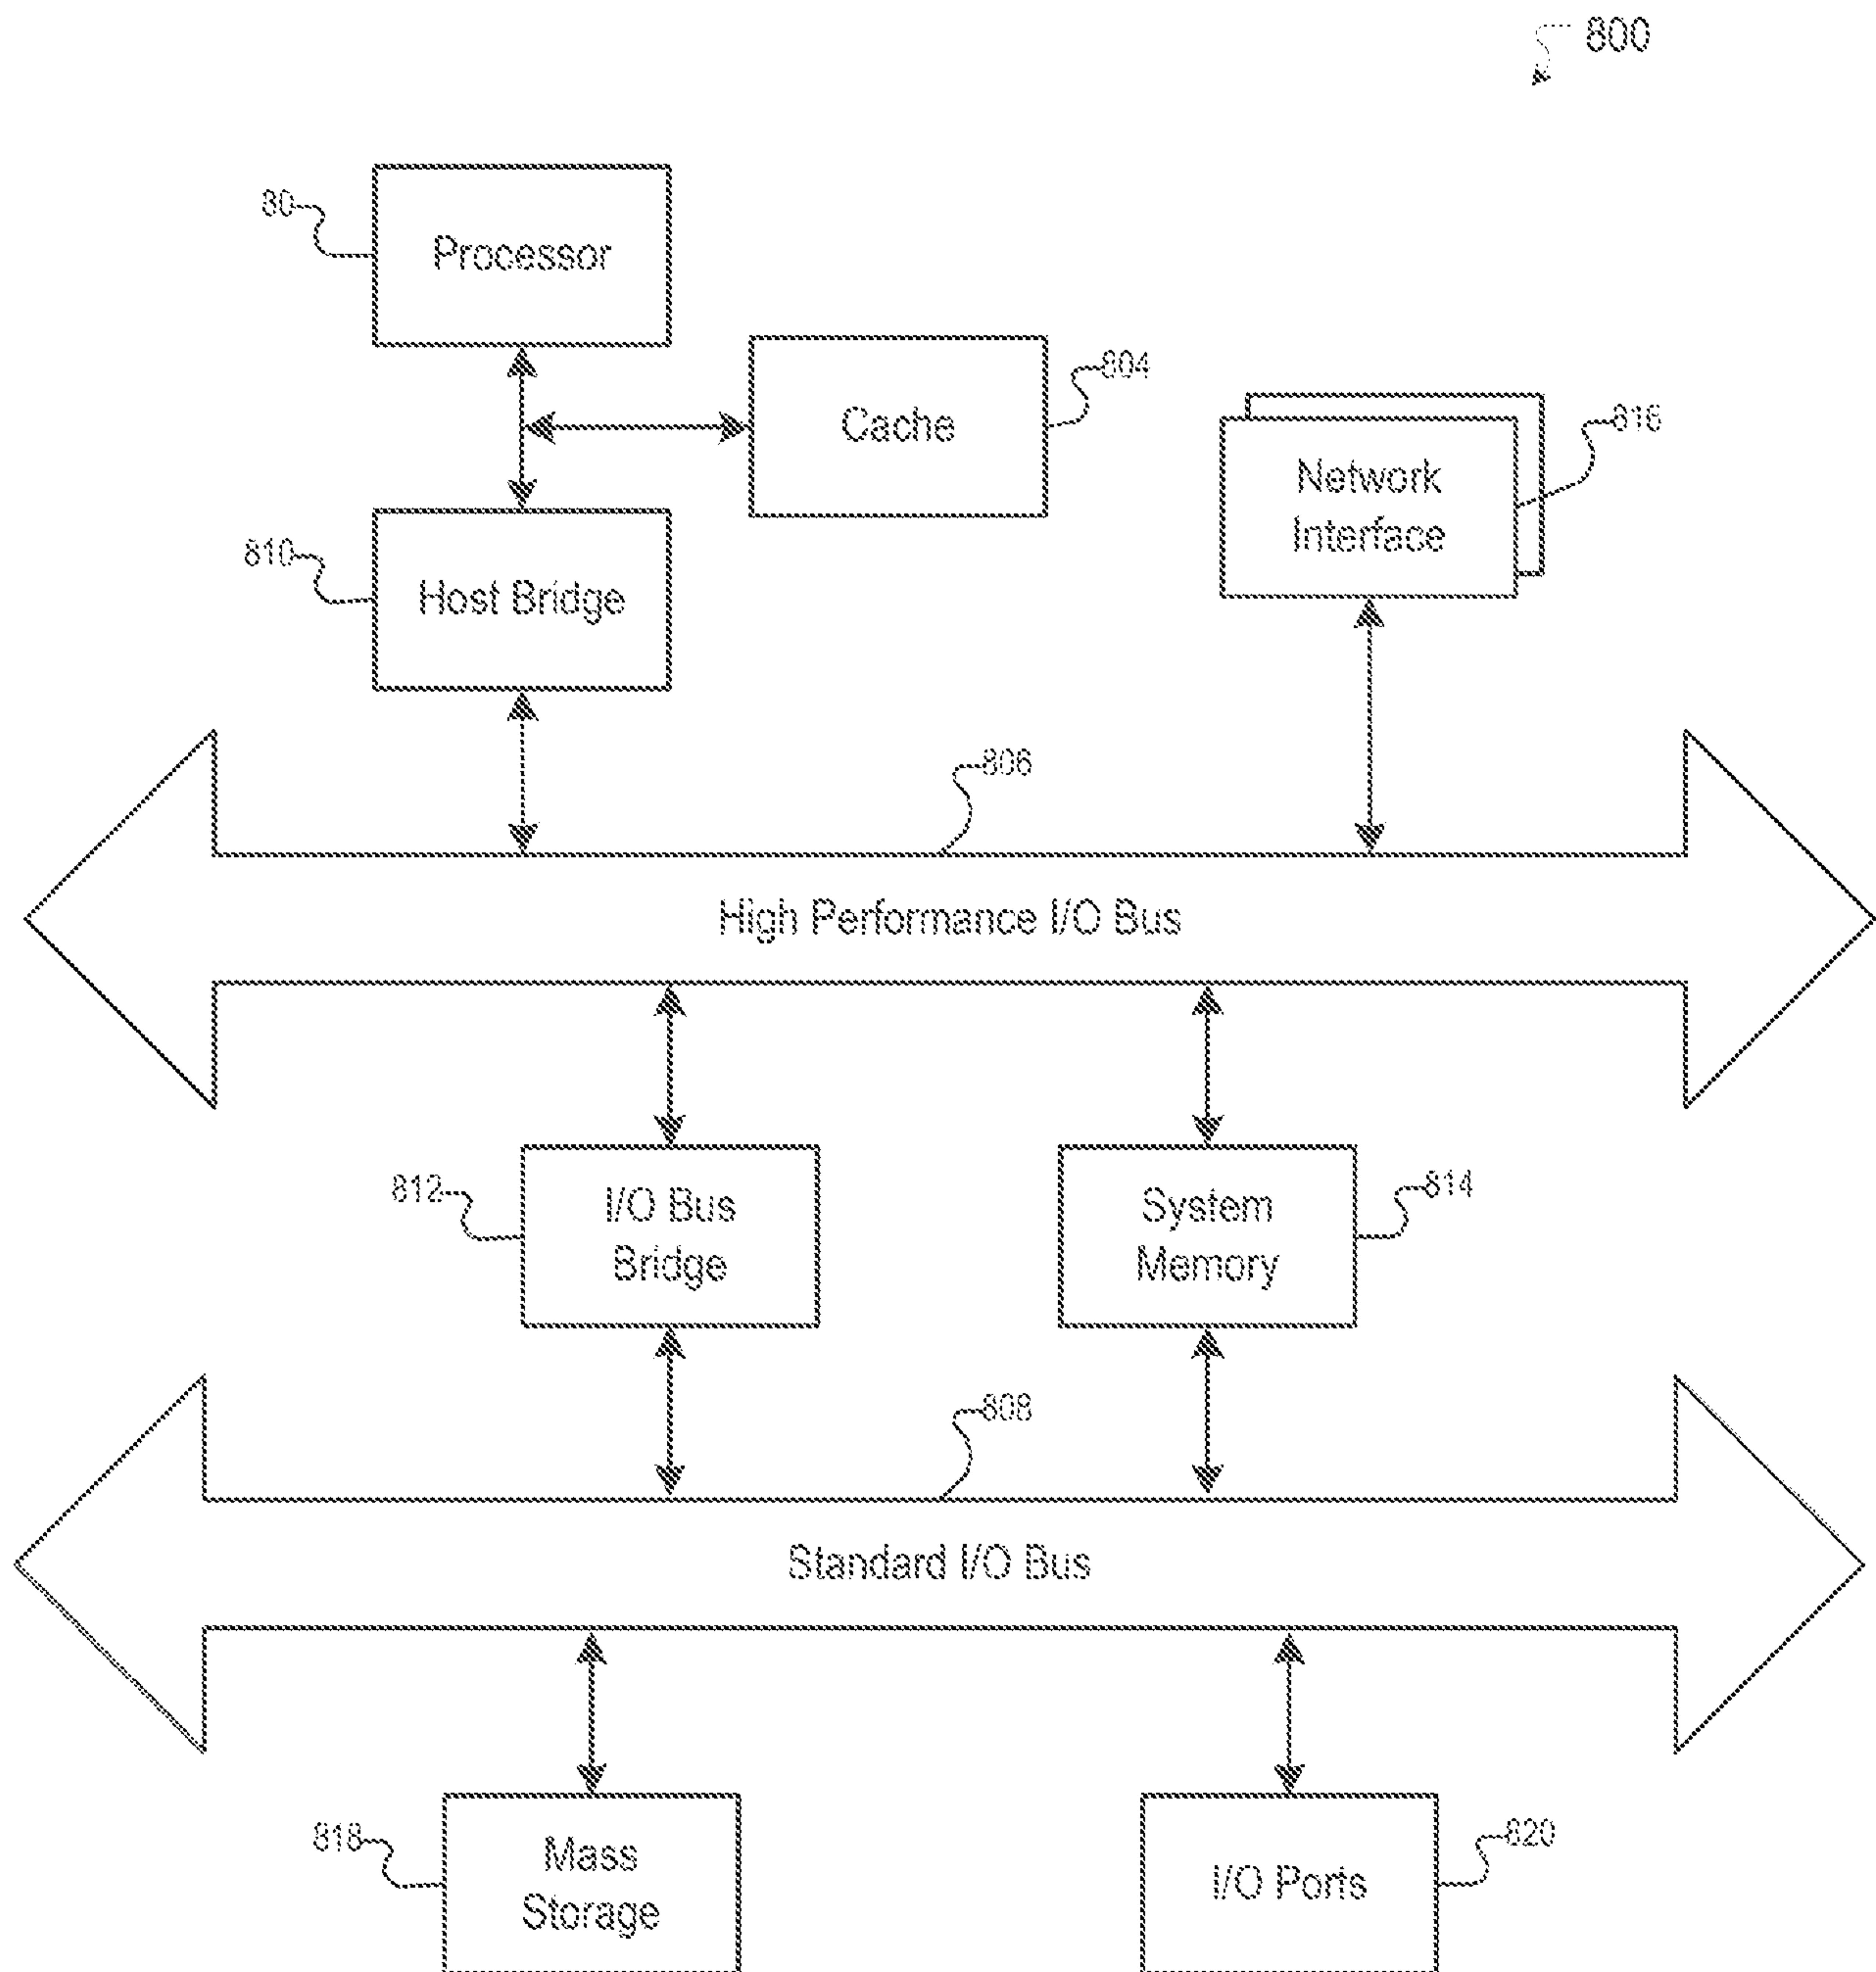 800
80
Processor
804
Cache
816
Network
Interface
810
Host Bridge
806
High Performance I/O Bus
812
I/O Bus
Bridge
814
System
Memory
808
Standard I/O Bus
818
Mass
Storage
820
I/O Ports